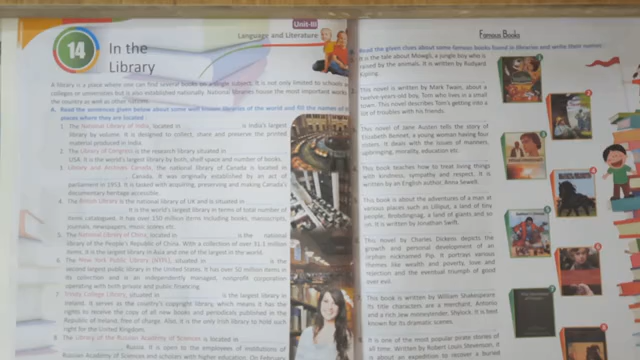 Unit-III
Language and Literature
14 In the
Library
A library is a place where one can find several books on a single subject. It is not only limited to schools
colleges or universities but is also established nationally. National libraries house the most important works
the country as well as other nations.
A. Read the sentences given below about some well known libraries of the world and fill the names of
places where they are located :
1. The National Library of India, located in is India's largest
library by volume. It is designed to collect, share and preserve the printed
material produced in India.
2. The Library of Congress is the research library situated in
USA. It is the world's largest library by both, shelf space and number of books.
3. Library and Archives Canada, the national library of Canada is located in
Canada. It was originally established by an act of
parliament in 1953. It is tasked with acquiring, preserving and making Canada's
documentary heritage accessible.
4. The British Library is the national library of UK and is situated in
It is the world's largest library in terms of total number of
items catalogued. It has over 150 million items including books, manuscripts,
journals, newspapers, music scores etc.
5. The National Library of China, located in is the national
library of the People's Republic of China. With a collection of over 31.1 million
items, it is the largest library in Asia and one of the largest in the world.
6. The New York Public Library (NYPL), situated in is the
second largest public library in the United States. It has over 50 million items in
its collection and is an independently managed, nonprofit corporation
operating with both private and public financing.
7. Trinity College Library, situated in is the largest library in
Ireland. It serves as the country's copyright library, which means it has the
rights to receive the copy of all new books and periodicals published in the
Republic of Ireland, free of charge. Also, it is the only Irish library to hold such
right for the United Kingdom.
8. The Library of the Russian Academy of Sciences is located in
Russia. It is open to the employees of institutions of
Russian Academy of Sciences and scholars with higher education. On February
Famous Books
Read the given clues about some famous books found in libraries and write their names
It is the tale about Mowgli, a jungle boy who is
raised by the animals. It is written by Rudyard
Kipling.
This novel is written by Mark Twain, about a
twelve-years-old boy, Tom who lives in a small
town. This novel describes Tom's getting into a
lot of troubles with his friends.
This novel of Jane Austen tells the story of
Elizabeth Bennet, a young woman having four
sisters. It deals with the issues of manners,
upbringing, morality, education etc.
This book teaches how to treat living things
with kindness, sympathy and respect. It is
written by an English author, Anna Sewell.
This book is about the adventures of a man at
various places such as Lilliput, a land of tiny
people, Brobdingnag, a land of giants and so
on. It is written by Jonathan Swift.
This novel by Charles Dickens depicts the
growth and personal development of an
orphan nicknamed Pip. It portrays various
themes like wealth and poverty, love and
rejection and the eventual triumph of good
over evil.
This book is written by William Shakespeare.
Its title characters are a merchant, Antonio
and a rich Jew moneylender, Shylock. It is best
known for its dramatic scenes.
It is one of the most popular pirate stories of
all time. Written by Robert Louis Stevenson, it
is about an expedition to recover a buried